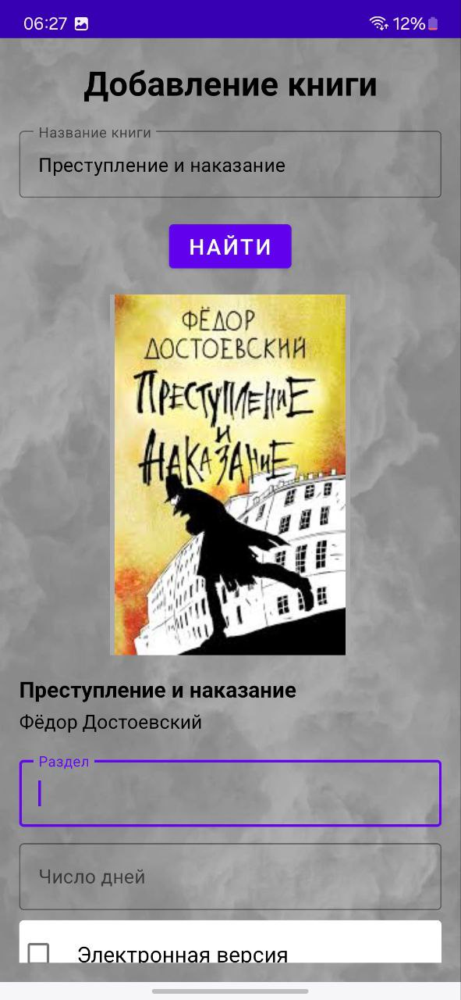 06:27
12%
Добавление книги
Название книги
Преступление и наказание
НАЙТИ
ФЁДОР
ДОСТОЕВСКИЙ
ПРЕСТУПЛЕНИЕ
И
НАКАЗАНИЕ
Преступление и наказание
Фёдор Достоевский
Раздел
Число дней
Электронная версия